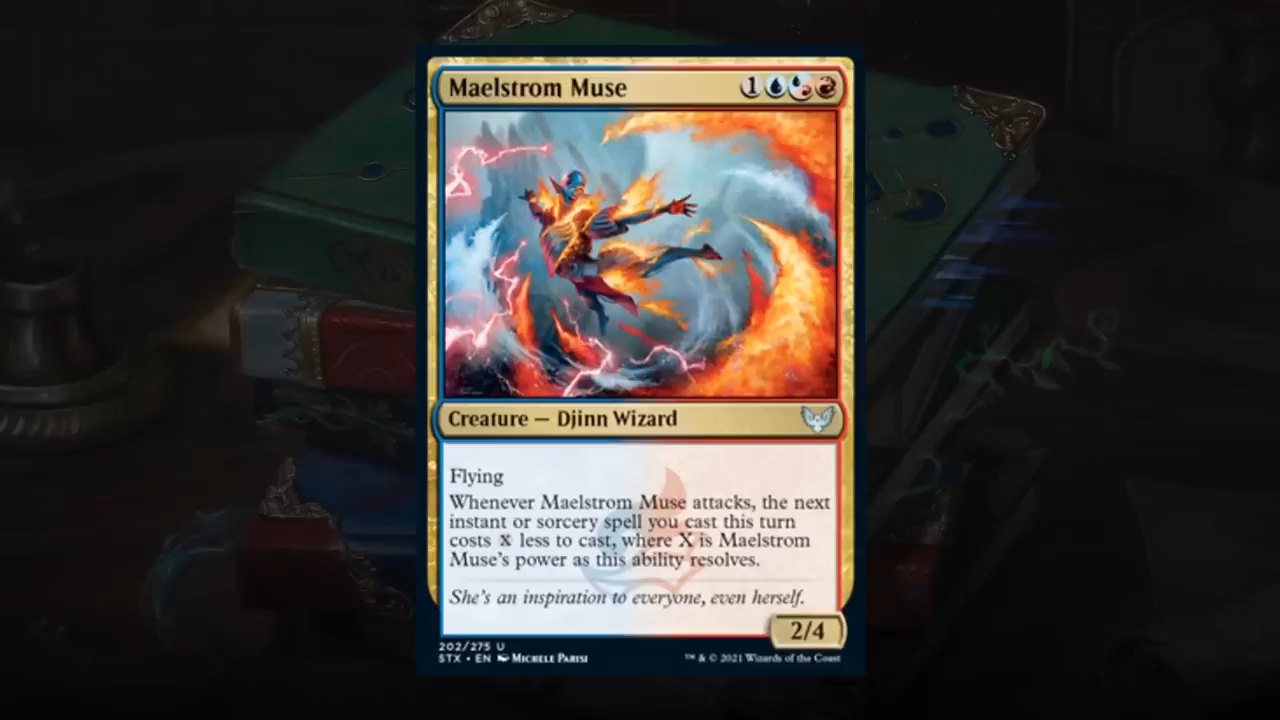 Maelstrom Muse 1
Creature — Djinn Wizard
Flying
Whenever Maelstrom Muse attacks, the next
instant or sorcery spell you cast this turn
costs X less to cast, where X is Maelstrom
Muse's power as this ability resolves.
She's an inspiration to everyone, even herself.
2/4
202/275 U
STX • EN Michele Parisi
™ & © 2021 Wizards of the Coast